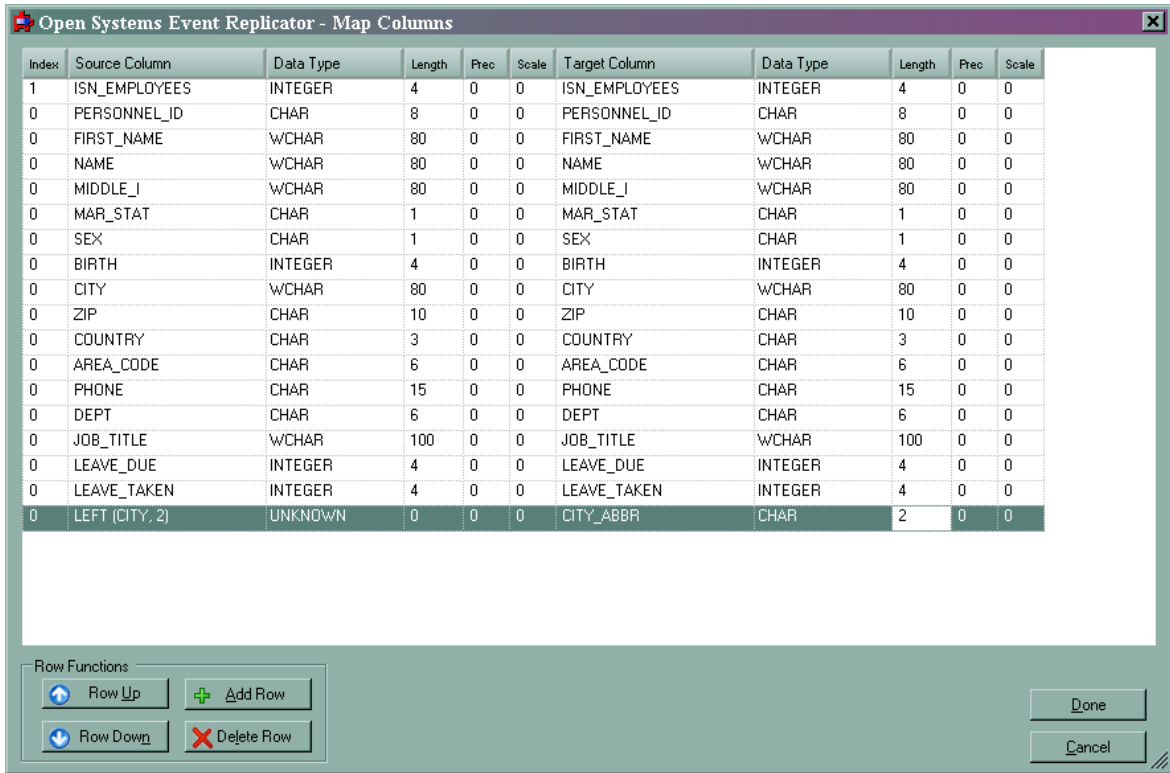 Open Systems Event Replicator - Map Columns
Index Source Column Data Type Length Prec Scale Target Column Data Type Length Prec Scale
1 ISN_EMPLOYEES INTEGER 4 0 0 ISN_EMPLOYEES INTEGER 4 0 0
0 PERSONNEL_ID CHAR 8 0 0 PERSONNEL_ID CHAR 8 0 0
0 FIRST_NAME WCHAR 80 0 0 FIRST_NAME WCHAR 80 0 0
0 NAME WCHAR 80 0 0 NAME WCHAR 80 0 0
0 MIDDLE_I WCHAR 80 0 0 MIDDLE_I WCHAR 80 0 0
0 MAR_STAT CHAR 1 0 0 MAR_STAT CHAR 1 0 0
0 SEX CHAR 1 0 0 SEX CHAR 1 0 0
0 BIRTH INTEGER 4 0 0 BIRTH INTEGER 4 0 0
0 CITY WCHAR 80 0 0 CITY WCHAR 80 0 0
0 ZIP CHAR 10 0 0 ZIP CHAR 10 0 0
0 COUNTRY CHAR 3 0 0 COUNTRY CHAR 3 0 0
0 AREA_CODE CHAR 6 0 0 AREA_CODE CHAR 6 0 0
0 PHONE CHAR 15 0 0 PHONE CHAR 15 0 0
0 DEPT CHAR 6 0 0 DEPT CHAR 6 0 0
0 JOB_TITLE WCHAR 100 0 0 JOB_TITLE WCHAR 100 0 0
0 LEAVE_DUE INTEGER 4 0 0 LEAVE_DUE INTEGER 4 0 0
0 LEAVE_TAKEN INTEGER 4 0 0 LEAVE_TAKEN INTEGER 4 0 0
0 LEFT (CITY, 2) UNKNOWN 0 0 0 CITY_ABBR CHAR 2 0 0
Row Functions
Row Up Add Row
Row Down Delete Row
Done
Cancel